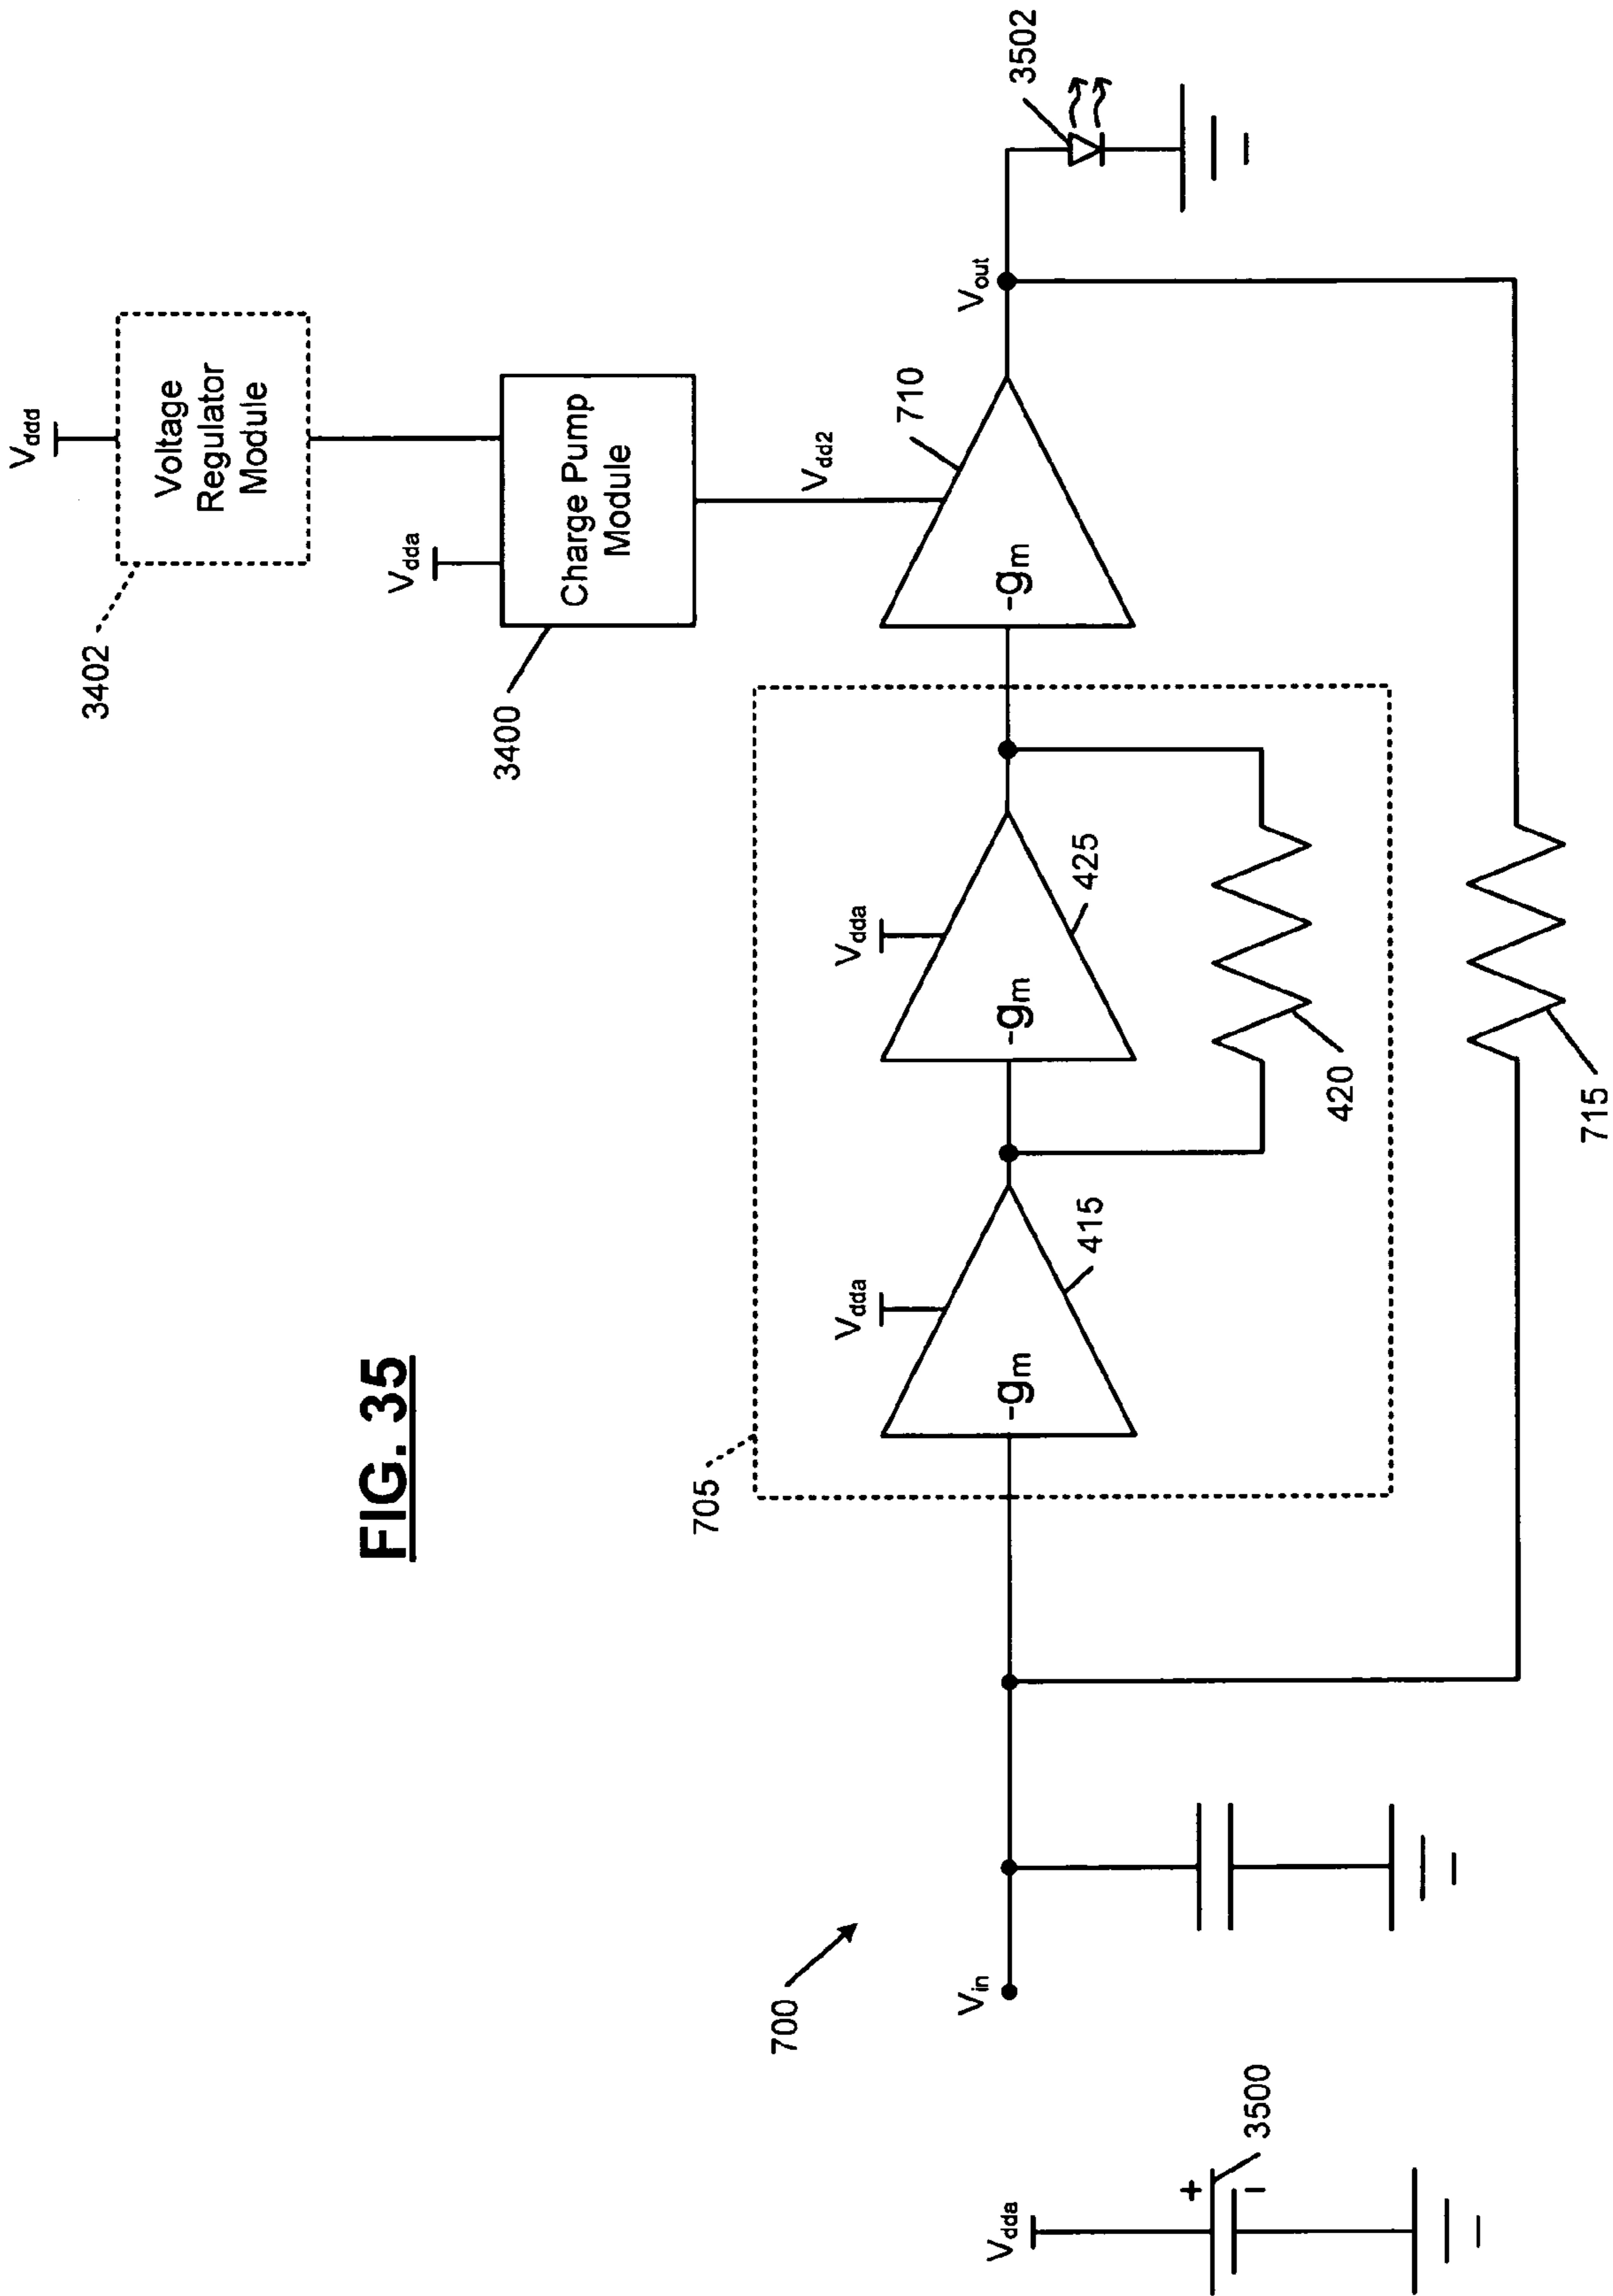 FIG. 35
Vddd
Voltage
Regulator
Module
3402
Vdda
Charge Pump
Module
3400
Vdd2
710
-gm
Vout
3502
705
Vdda
-gm
415
Vdda
-gm
425
420
715
700
Vin
Vdda
+
-
3500